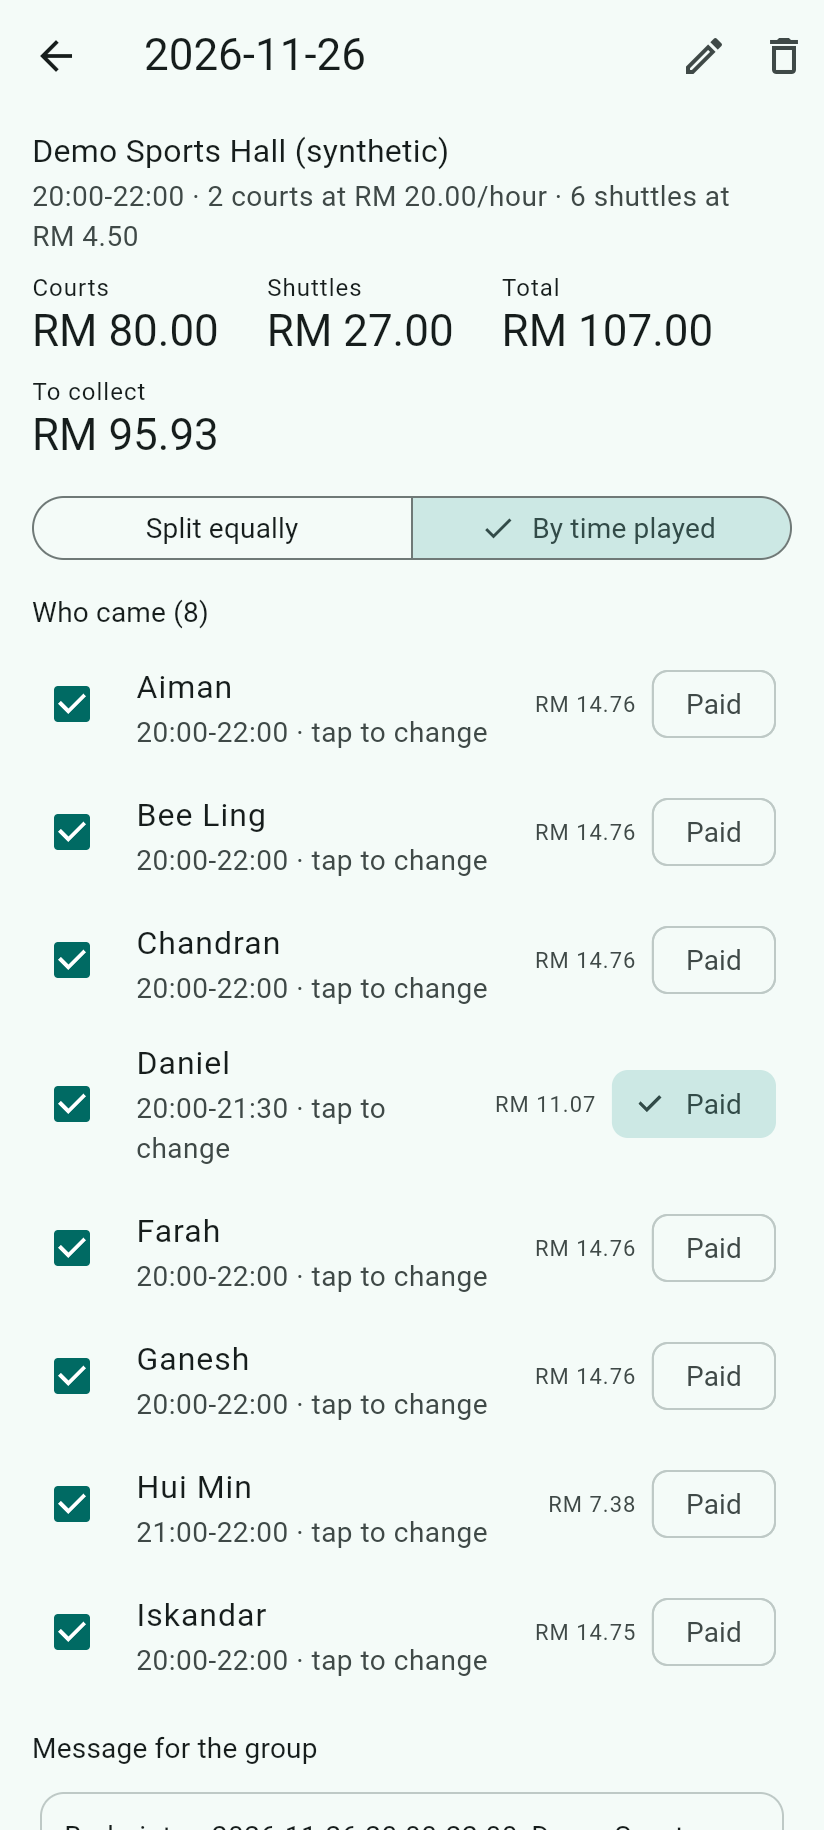 2026-11-26
Demo Sports Hall (synthetic)
20:00-22:00 · 2 courts at RM 20.00/hour · 6 shuttles at
RM 4.50
Courts Shuttles Total
RM 80.00 RM 27.00 RM 107.00
To collect
RM 95.93
Split equally By time played
Who came (8)
Aiman
20:00-22:00 · tap to change RM 14.76 Paid
Bee Ling
20:00-22:00 · tap to change RM 14.76 Paid
Chandran
20:00-22:00 · tap to change RM 14.76 Paid
Daniel
20:00-21:30 · tap to RM 11.07 Paid
change
Farah
20:00-22:00 · tap to change RM 14.76 Paid
Ganesh
20:00-22:00 · tap to change RM 14.76 Paid
Hui Min
21:00-22:00 · tap to change RM 7.38 Paid
Iskandar
20:00-22:00 · tap to change RM 14.75 Paid
Message for the group